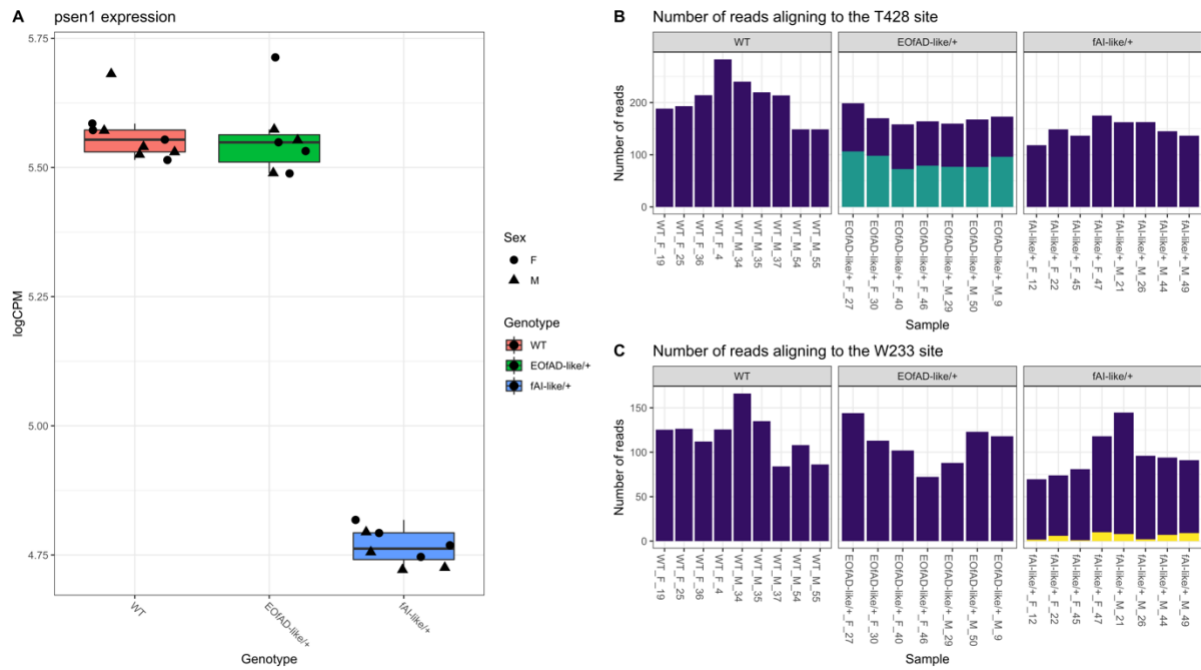 A psen1 expression
5.75
5.50
5.25
5.00
4.75
logCPM
WT
EOfAD-like/+
fAI-like/+
Genotype
Sex
F
M
Genotype
WT
EOfAD-like/+
fAI-like/+
B Number of reads aligning to the T428 site
WT EOfAD-like/+ fAI-like/+
Number of reads
200
100
0
WT_F_19
WT_F_25
WT_F_36
WT_F_4
WT_M_34
WT_M_35
WT_M_37
WT_M_54
WT_M_55
EOfAD-like/+_F_27
EOfAD-like/+_F_30
EOfAD-like/+_F_40
EOfAD-like/+_F_46
EOfAD-like/+_M_29
EOfAD-like/+_M_50
EOfAD-like/+_M_9
fAI-like/+_F_12
fAI-like/+_F_22
fAI-like/+_F_45
fAI-like/+_F_47
fAI-like/+_M_21
fAI-like/+_M_26
fAI-like/+_M_44
fAI-like/+_M_49
Sample
C Number of reads aligning to the W233 site
WT EOfAD-like/+ fAI-like/+
Number of reads
150
100
50
0
WT_F_19
WT_F_25
WT_F_36
WT_F_4
WT_M_34
WT_M_35
WT_M_37
WT_M_54
WT_M_55
EOfAD-like/+_F_27
EOfAD-like/+_F_30
EOfAD-like/+_F_40
EOfAD-like/+_F_46
EOfAD-like/+_M_29
EOfAD-like/+_M_50
EOfAD-like/+_M_9
fAI-like/+_F_12
fAI-like/+_F_22
fAI-like/+_F_45
fAI-like/+_F_47
fAI-like/+_M_21
fAI-like/+_M_26
fAI-like/+_M_44
fAI-like/+_M_49
Sample